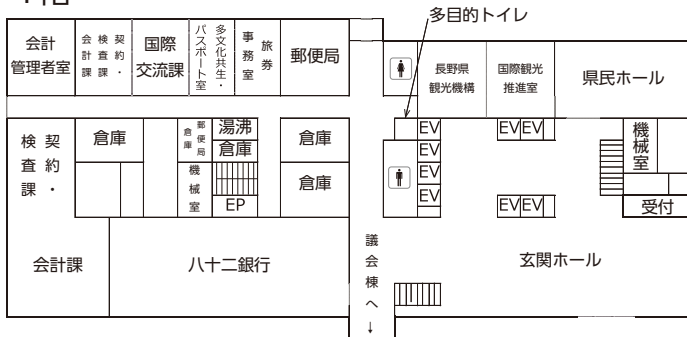 多目的トイレ
会計
管理者室
会計課
検査課
契約・
国際
交流課
パスポート室
多文化共生・
事務室
旅券
郵便局
長野県
観光機構
国際観光
推進室
県民ホール
検査課
契約・
倉庫
倉庫
郵便局
湯沸
倉庫
機械室
EP
倉庫
倉庫
EV
EV
EV
EV
EV
EV
EV
EV
機械室
受付
会計課
八十二銀行
議会棟へ↓
玄関ホール